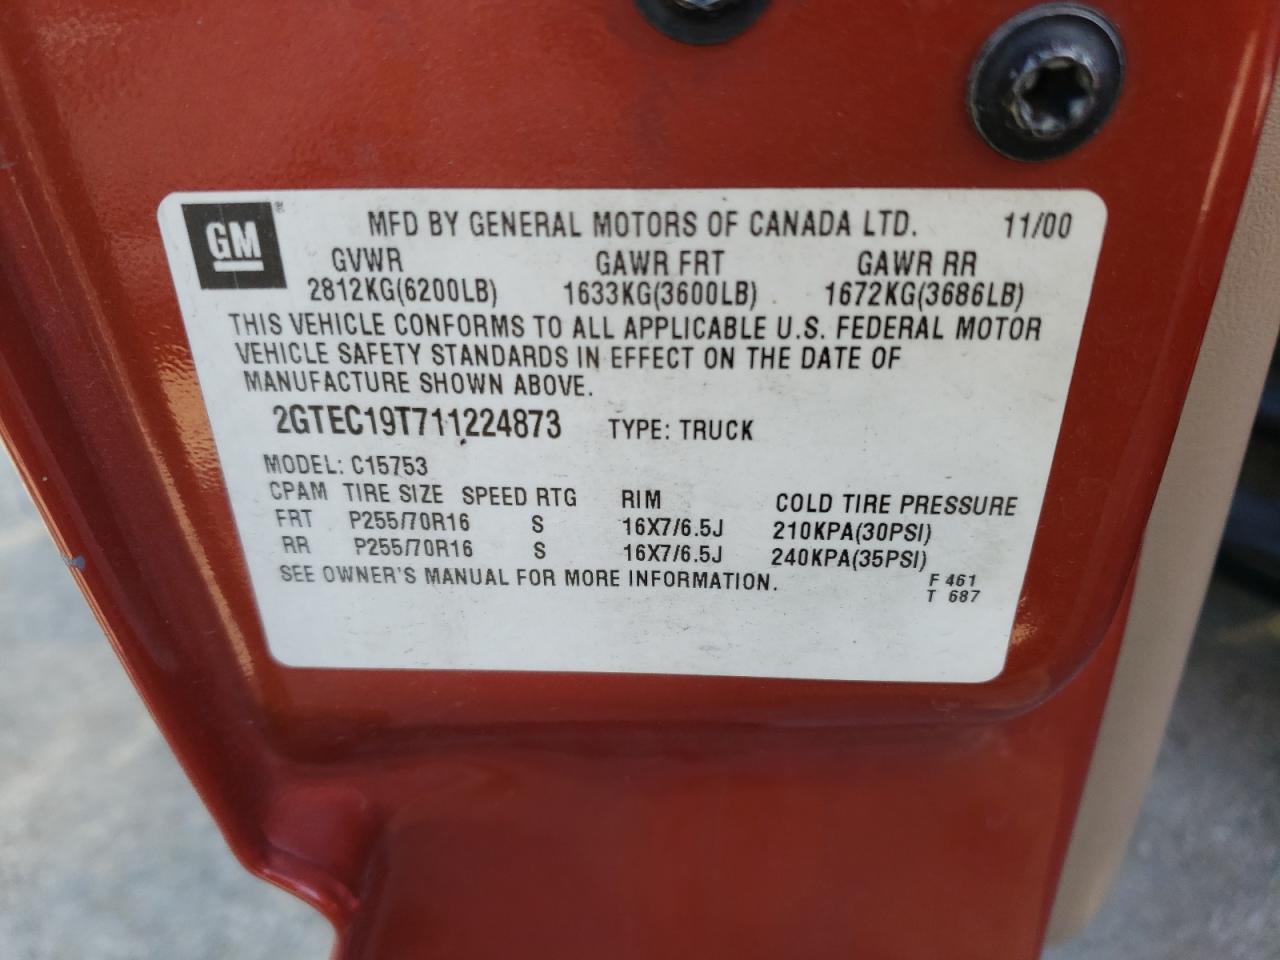 GM® MFD BY GENERAL MOTORS OF CANADA LTD. 11/00
GVWR GAWR FRT GAWR RR
2812KG(6200LB) 1633KG(3600LB) 1672KG(3686LB)
THIS VEHICLE CONFORMS TO ALL APPLICABLE U.S. FEDERAL MOTOR
VEHICLE SAFETY STANDARDS IN EFFECT ON THE DATE OF
MANUFACTURE SHOWN ABOVE.
2GTEC19T711224873 TYPE: TRUCK
MODEL: C15753
CPAM TIRE SIZE SPEED RTG RIM COLD TIRE PRESSURE
FRT P255/70R16 S 16X7/6.5J 210KPA(30PSI)
RR P255/70R16 S 16X7/6.5J 240KPA(35PSI)
SEE OWNER'S MANUAL FOR MORE INFORMATION. F 461
T 687